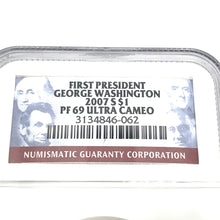 FIRST PRESIDENT
GEORGE WASHINGTON
2007 S $1
PF 69 ULTRA CAMEO
3134846-062
NUMISMATIC GUARANTY CORPORATION